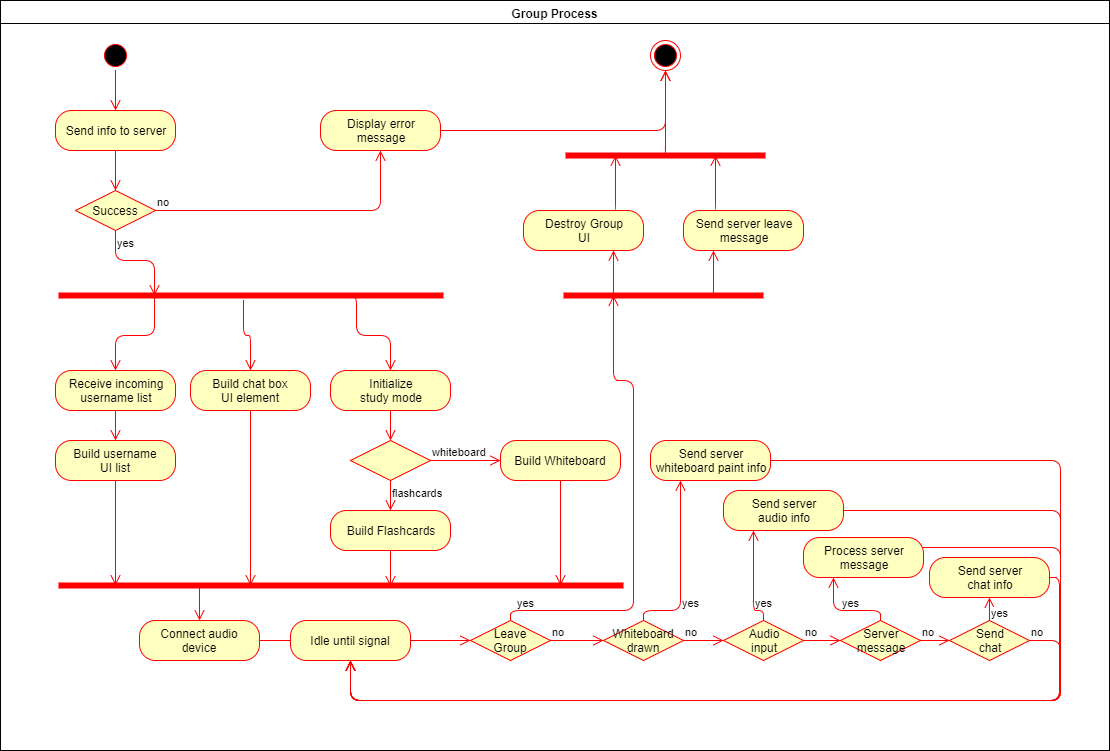 Group Process
Send info to server
Display error
message
Success
no
yes
Destroy Group
UI
Send server leave
message
Receive incoming
username list
Build chat box
UI element
Initialize
study mode
Build username
UI list
whiteboard
Build Whiteboard
flashcards
Build Flashcards
Send server
whiteboard paint info
Send server
audio info
Process server
message
Send server
chat info
Connect audio
device
Idle until signal
Leave
Group
yes
no
Whiteboard
drawn
yes
no
Audio
input
yes
no
Server
message
yes
no
Send
chat
yes
no